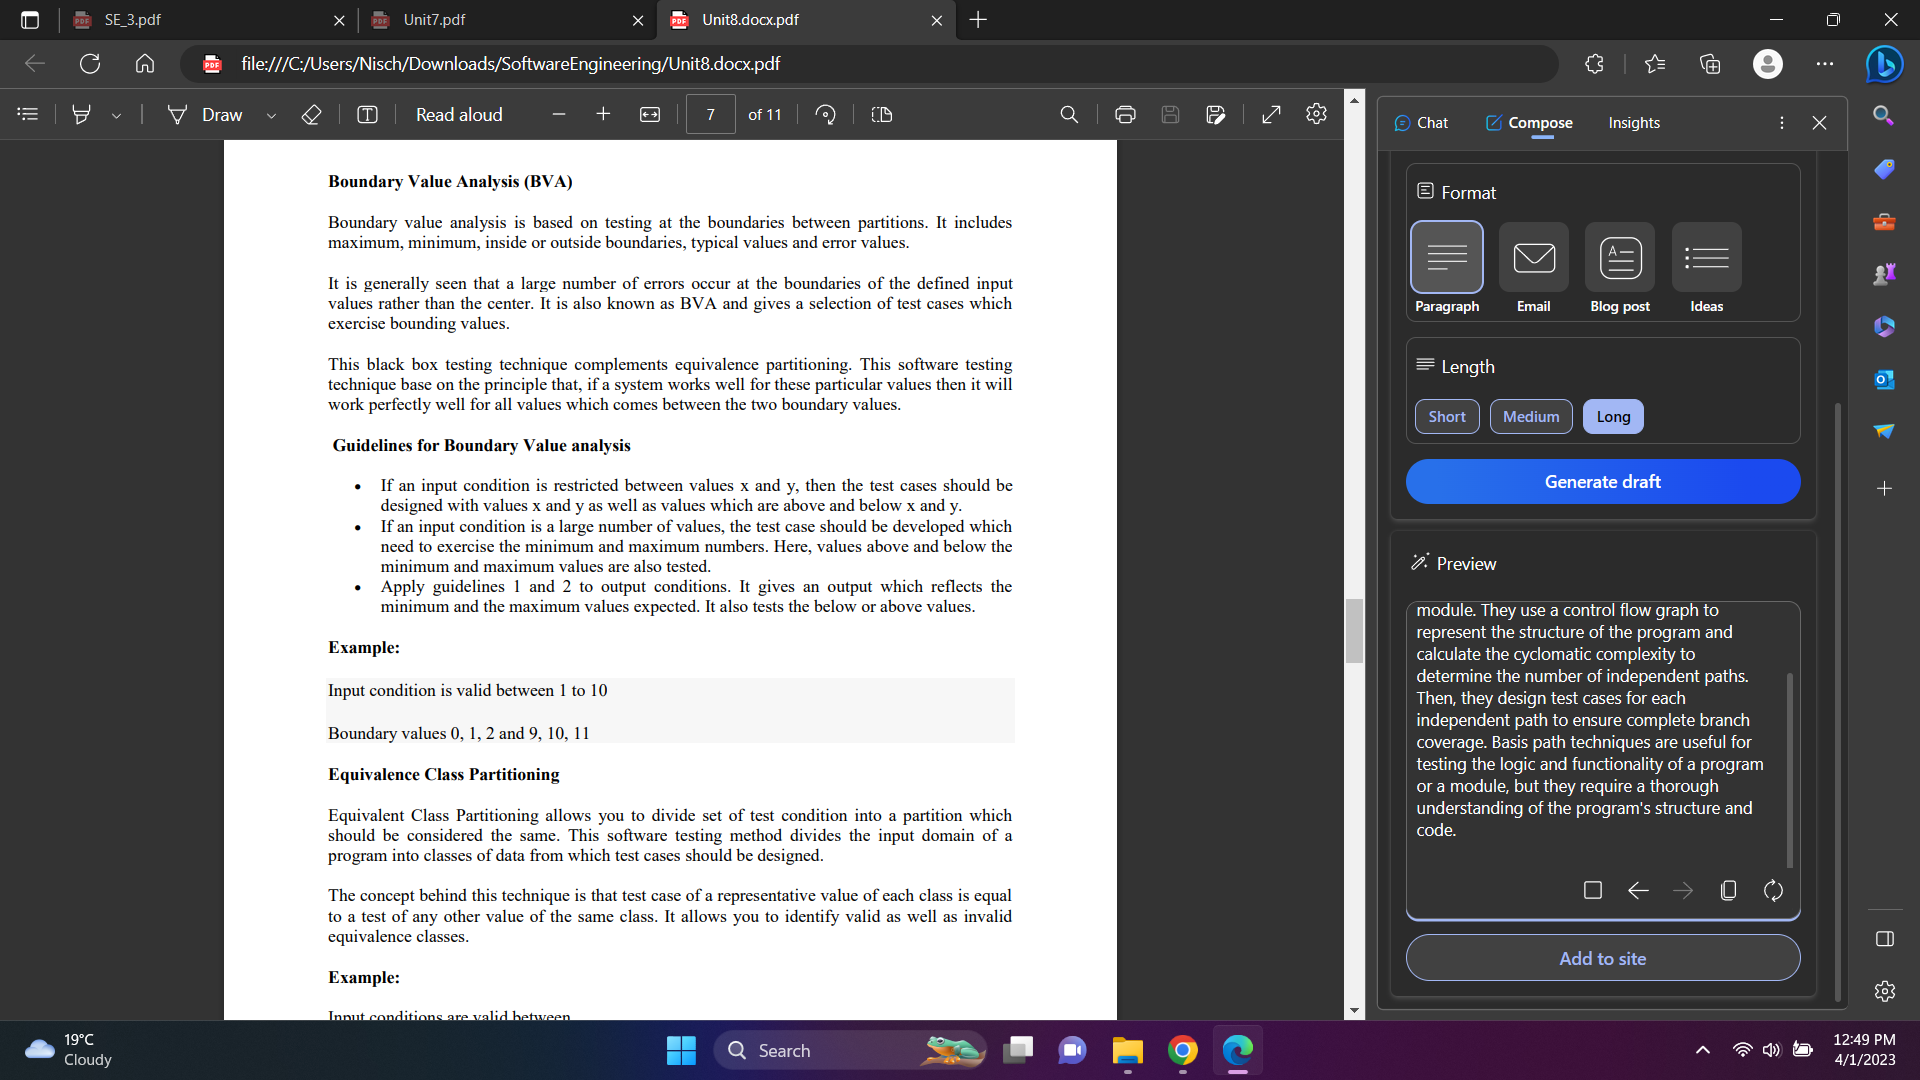 SE_3.pdf
Unit7.pdf
Unit8.docx.pdf
file:///C:/Users/Nisch/Downloads/SoftwareEngineering/Unit8.docx.pdf
Draw
Read aloud
7 of 11
Boundary Value Analysis (BVA)
Boundary value analysis is based on testing at the boundaries between partitions. It includes
maximum, minimum, inside or outside boundaries, typical values and error values.
It is generally seen that a large number of errors occur at the boundaries of the defined input
values rather than the center. It is also known as BVA and gives a selection of test cases which
exercise bounding values.
This black box testing technique complements equivalence partitioning. This software testing
technique base on the principle that, if a system works well for these particular values then it will
work perfectly well for all values which comes between the two boundary values.
Guidelines for Boundary Value analysis
• If an input condition is restricted between values x and y, then the test cases should be
designed with values x and y as well as values which are above and below x and y.
• If an input condition is a large number of values, the test case should be developed which
need to exercise the minimum and maximum numbers. Here, values above and below the
minimum and maximum values are also tested.
• Apply guidelines 1 and 2 to output conditions. It gives an output which reflects the
minimum and the maximum values expected. It also tests the below or above values.
Example:
Input condition is valid between 1 to 10
Boundary values 0, 1, 2 and 9, 10, 11
Equivalence Class Partitioning
Equivalent Class Partitioning allows you to divide set of test condition into a partition which
should be considered the same. This software testing method divides the input domain of a
program into classes of data from which test cases should be designed.
The concept behind this technique is that test case of a representative value of each class is equal
to a test of any other value of the same class. It allows you to identify valid as well as invalid
equivalence classes.
Example:
Input conditions are valid between
Chat
Compose
Insights
Format
Paragraph
Email
Blog post
Ideas
Length
Short
Medium
Long
Generate draft
Preview
module. They use a control flow graph to
represent the structure of the program and
calculate the cyclomatic complexity to
determine the number of independent paths.
Then, they design test cases for each
independent path to ensure complete branch
coverage. Basis path techniques are useful for
testing the logic and functionality of a program
or a module, but they require a thorough
understanding of the program's structure and
code.
Add to site
19°C
Cloudy
Search
12:49 PM
4/1/2023